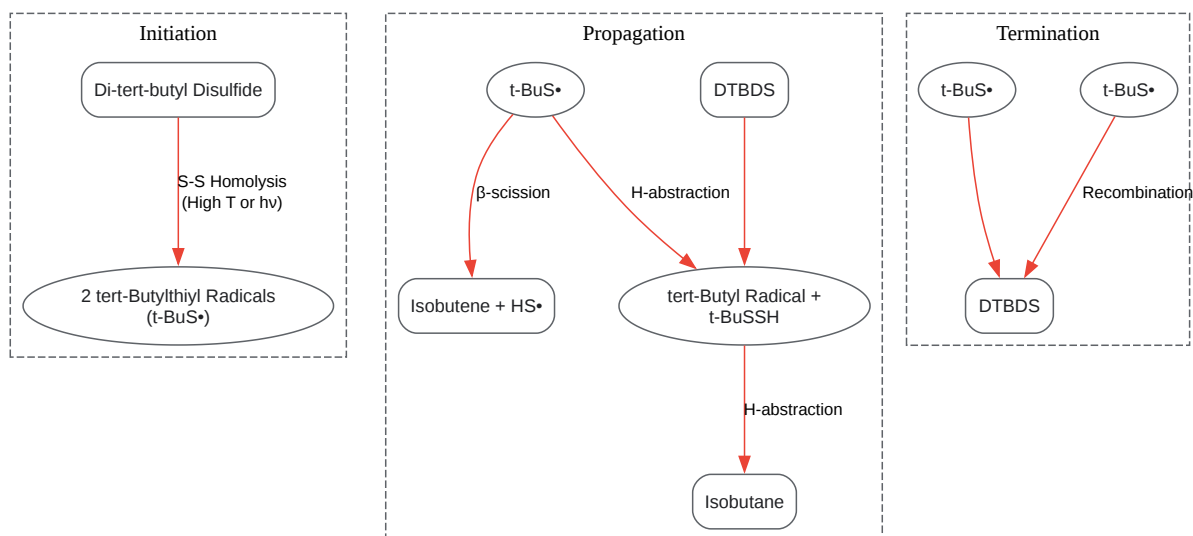 Initiation
Di-tert-butyl Disulfide
S-S Homolysis
(High T or hν)
2 tert-Butylthiyl Radicals
(t-BuS•)
Propagation
t-BuS•
DTBDS
β-scission
H-abstraction
Isobutene + HS•
tert-Butyl Radical +
t-BuSSH
H-abstraction
Isobutane
Termination
t-BuS•
t-BuS•
Recombination
DTBDS